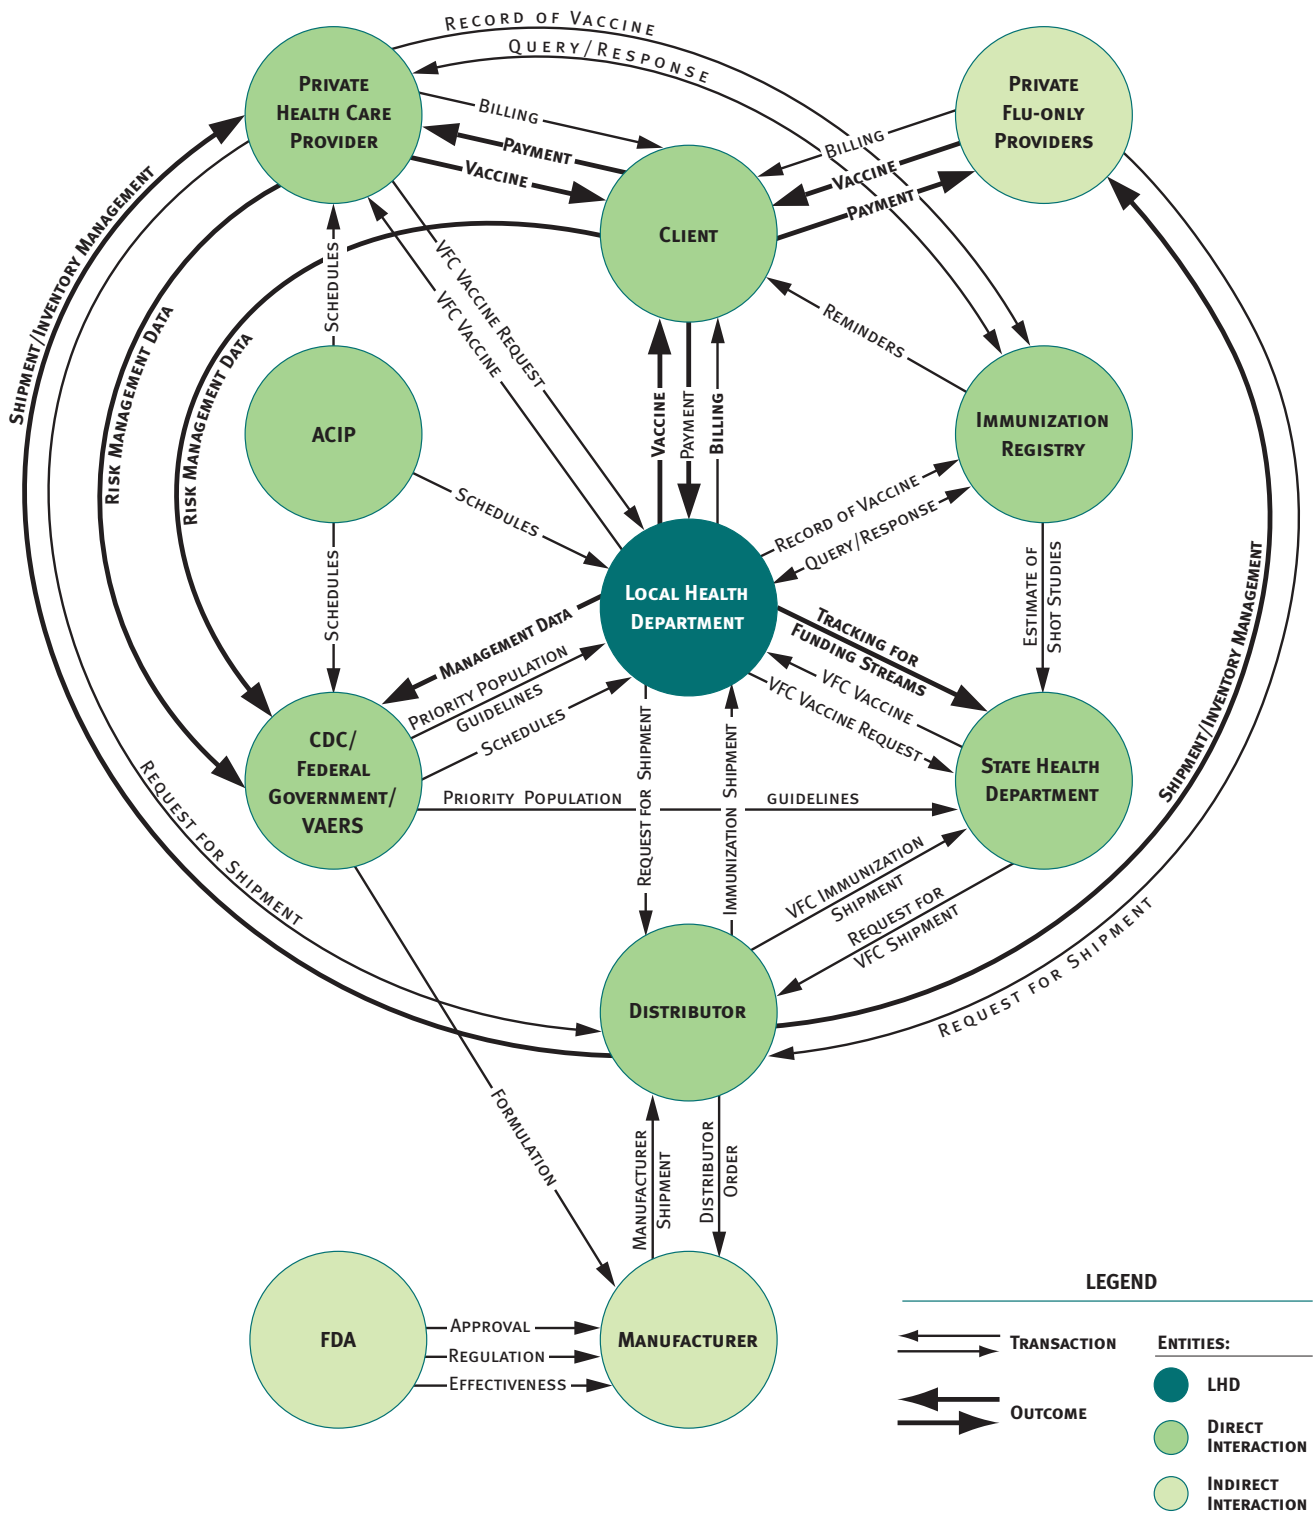 Record of Vaccine
Query/Response
Private
Health Care
Provider
Private
Flu-only
Providers
Billing
Payment
Vaccine
Billing
Vaccine
Payment
Client
Shipment/Inventory Management
Risk Management Data
Risk Management Data
Schedules
VFC Vaccine Request
VFC Vaccine
Reminders
ACIP
Vaccine
Payment
Billing
Immunization
Registry
Schedules
Record of Vaccine
Query/Response
Schedules
Estimate of
Shot Studies
Local Health
Department
Management Data
Priority Population
Guidelines
Schedules
Tracking for
Funding Streams
VFC Vaccine
VFC Vaccine Request
Shipment/Inventory Management
CDC/
Federal
Government/
VAERS
State Health
Department
Priority Population guidelines
Request for Shipment
Immunization Shipment
Request for Shipment
VFC Immunization
Shipment
Request for
VFC Shipment
Request for Shipment
Distributor
Formulation
Manufacturer
Shipment
Distributor
Order
FDA
Approval
Regulation
Effectiveness
Manufacturer
LEGEND
Transaction
Outcome
Entities:
LHD
Direct
Interaction
Indirect
Interaction